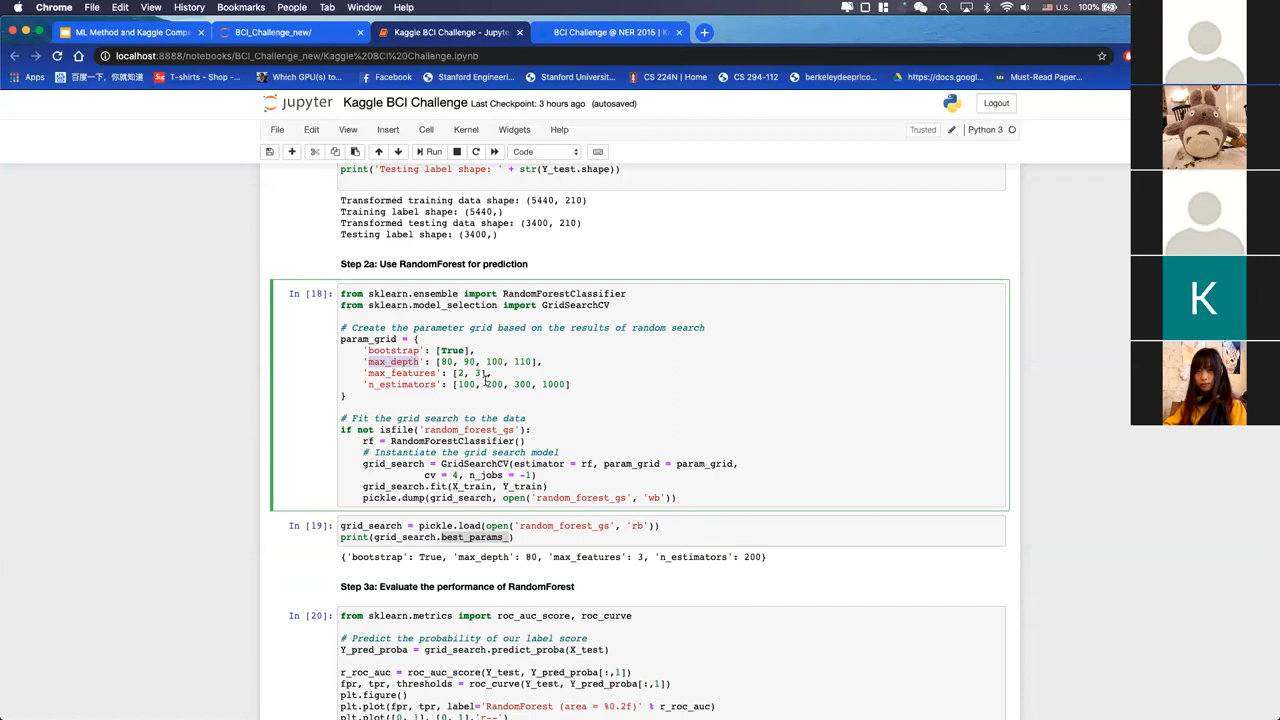 Chrome File Edit View History Bookmarks People Tab Window Help U.S. 100%
ML Method and Kaggle Compe × BCI_Challenge_new/ × Kaggle BCI Challenge - Jupyter × BCI Challenge @ NER 2015 | Ka ×
localhost:8888/notebooks/BCI_Challenge_new/Kaggle%20BCI%20Challenge.ipynb
Apps 百度一下，你就知道 T-shirts - Shop -... Which GPU(s) to... Facebook Stanford Engineeri... Stanford Universit... CS 224N | Home CS 294-112 berkeleydeeprlco... https://docs.googl... Must-Read Paper...
jupyter Kaggle BCI Challenge Last Checkpoint: 3 hours ago (autosaved) Logout
File Edit View Insert Cell Kernel Widgets Help Trusted Python 3
Run Code
print('Testing label shape: ' + str(Y_test.shape))
Transformed training data shape: (5440, 210)
Training label shape: (5440,)
Transformed testing data shape: (3400, 210)
Testing label shape: (3400,)
Step 2a: Use RandomForest for prediction
In [18]: from sklearn.ensemble import RandomForestClassifier
from sklearn.model_selection import GridSearchCV
# Create the parameter grid based on the results of random search
param_grid = {
'bootstrap': [True],
'max_depth': [80, 90, 100, 110],
'max_features': [2, 3],
'n_estimators': [100, 200, 300, 1000]
}
# Fit the grid search to the data
if not isfile('random_forest_gs'):
rf = RandomForestClassifier()
# Instantiate the grid search model
grid_search = GridSearchCV(estimator = rf, param_grid = param_grid,
cv = 4, n_jobs = -1)
grid_search.fit(X_train, Y_train)
pickle.dump(grid_search, open('random_forest_gs', 'wb'))
In [19]: grid_search = pickle.load(open('random_forest_gs', 'rb'))
print(grid_search.best_params_)
{'bootstrap': True, 'max_depth': 80, 'max_features': 3, 'n_estimators': 200}
Step 3a: Evaluate the performance of RandomForest
In [20]: from sklearn.metrics import roc_auc_score, roc_curve
# Predict the probability of our label score
Y_pred_proba = grid_search.predict_proba(X_test)
r_roc_auc = roc_auc_score(Y_test, Y_pred_proba[:,1])
fpr, tpr, thresholds = roc_curve(Y_test, Y_pred_proba[:,1])
plt.figure()
plt.plot(fpr, tpr, label='RandomForest (area = %0.2f)' % r_roc_auc)
plt.plot([0, 1], [0, 1],'r--')
K